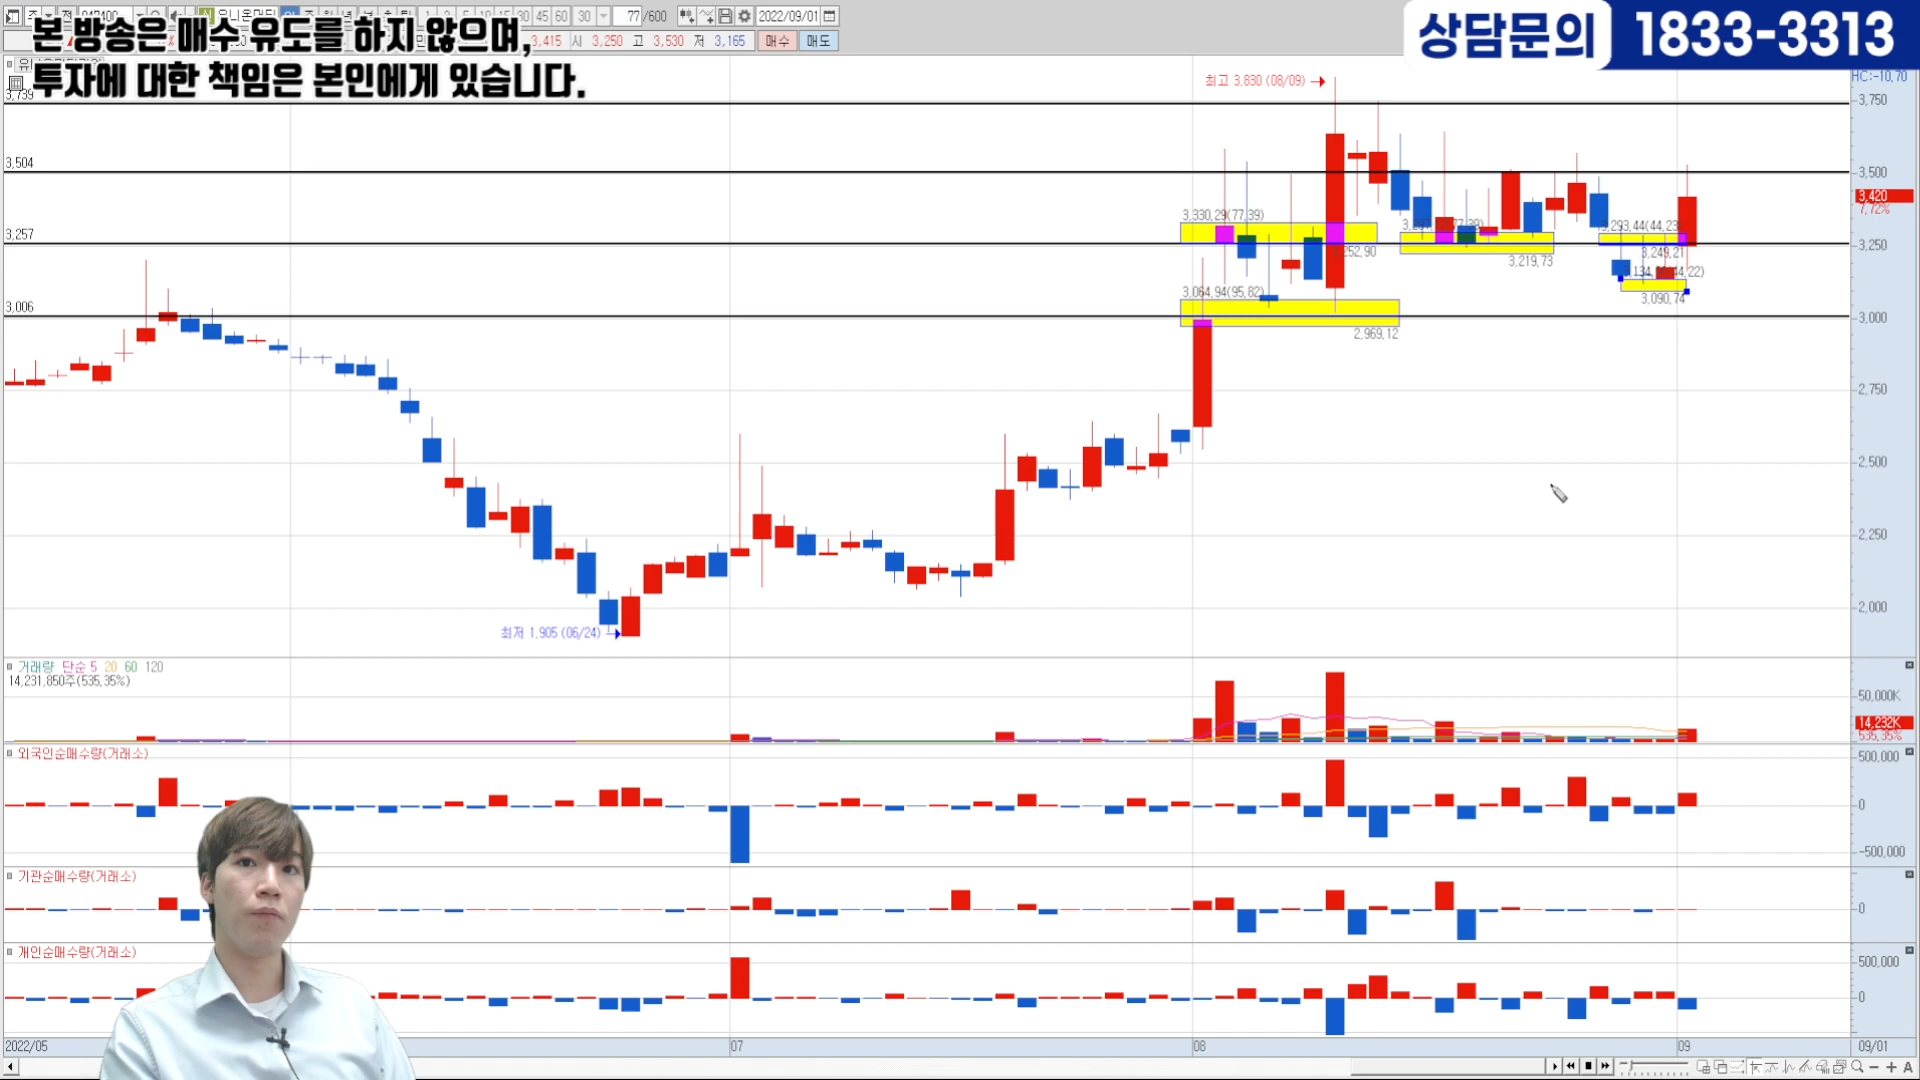 본 방송은 매수 유도를 하지 않으며,
투자에 대한 책임은 본인에게 있습니다.
상담문의 1833-3313
45 60 30 77 /600 2022/09/01
3,415 시 3,250 고 3,530 저 3,165 매수 매도
HC:-10,70
최고 3,830 (08/09)
3,739
3,750
3,504
3,500
3,420
7,72%
3,330,29(77,39)
3,257
3,250
3,219,73
3,249,21
3,064,94(95,82)
3,090,74
3,006
3,000
2,969,12
2,750
2,500
2,250
2,000
최저 1,905 (06/24)
거래량 단순 5 20 60 120
14,231,850주(535,35%)
50,000K
14,232K
535,35%
외국인순매수량(거래소)
500,000
0
-500,000
기관순매수량(거래소)
0
개인순매수량(거래소)
500,000
0
2022/05 07 08 09 09/01